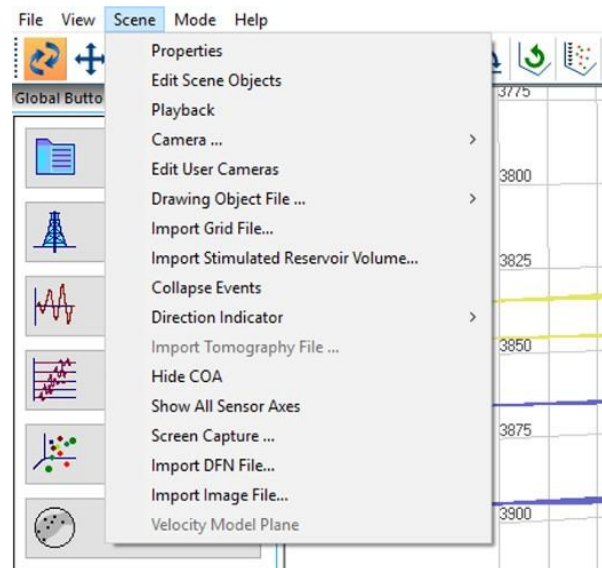 File View Scene Mode Help
Global Butto
Properties
Edit Scene Objects
Playback
Camera ...
Edit User Cameras
Drawing Object File ...
Import Grid File...
Import Stimulated Reservoir Volume...
Collapse Events
Direction Indicator
Import Tomography File ...
Hide COA
Show All Sensor Axes
Screen Capture ...
Import DFN File...
Import Image File...
Velocity Model Plane
3775
3800
3825
3850
3875
3900